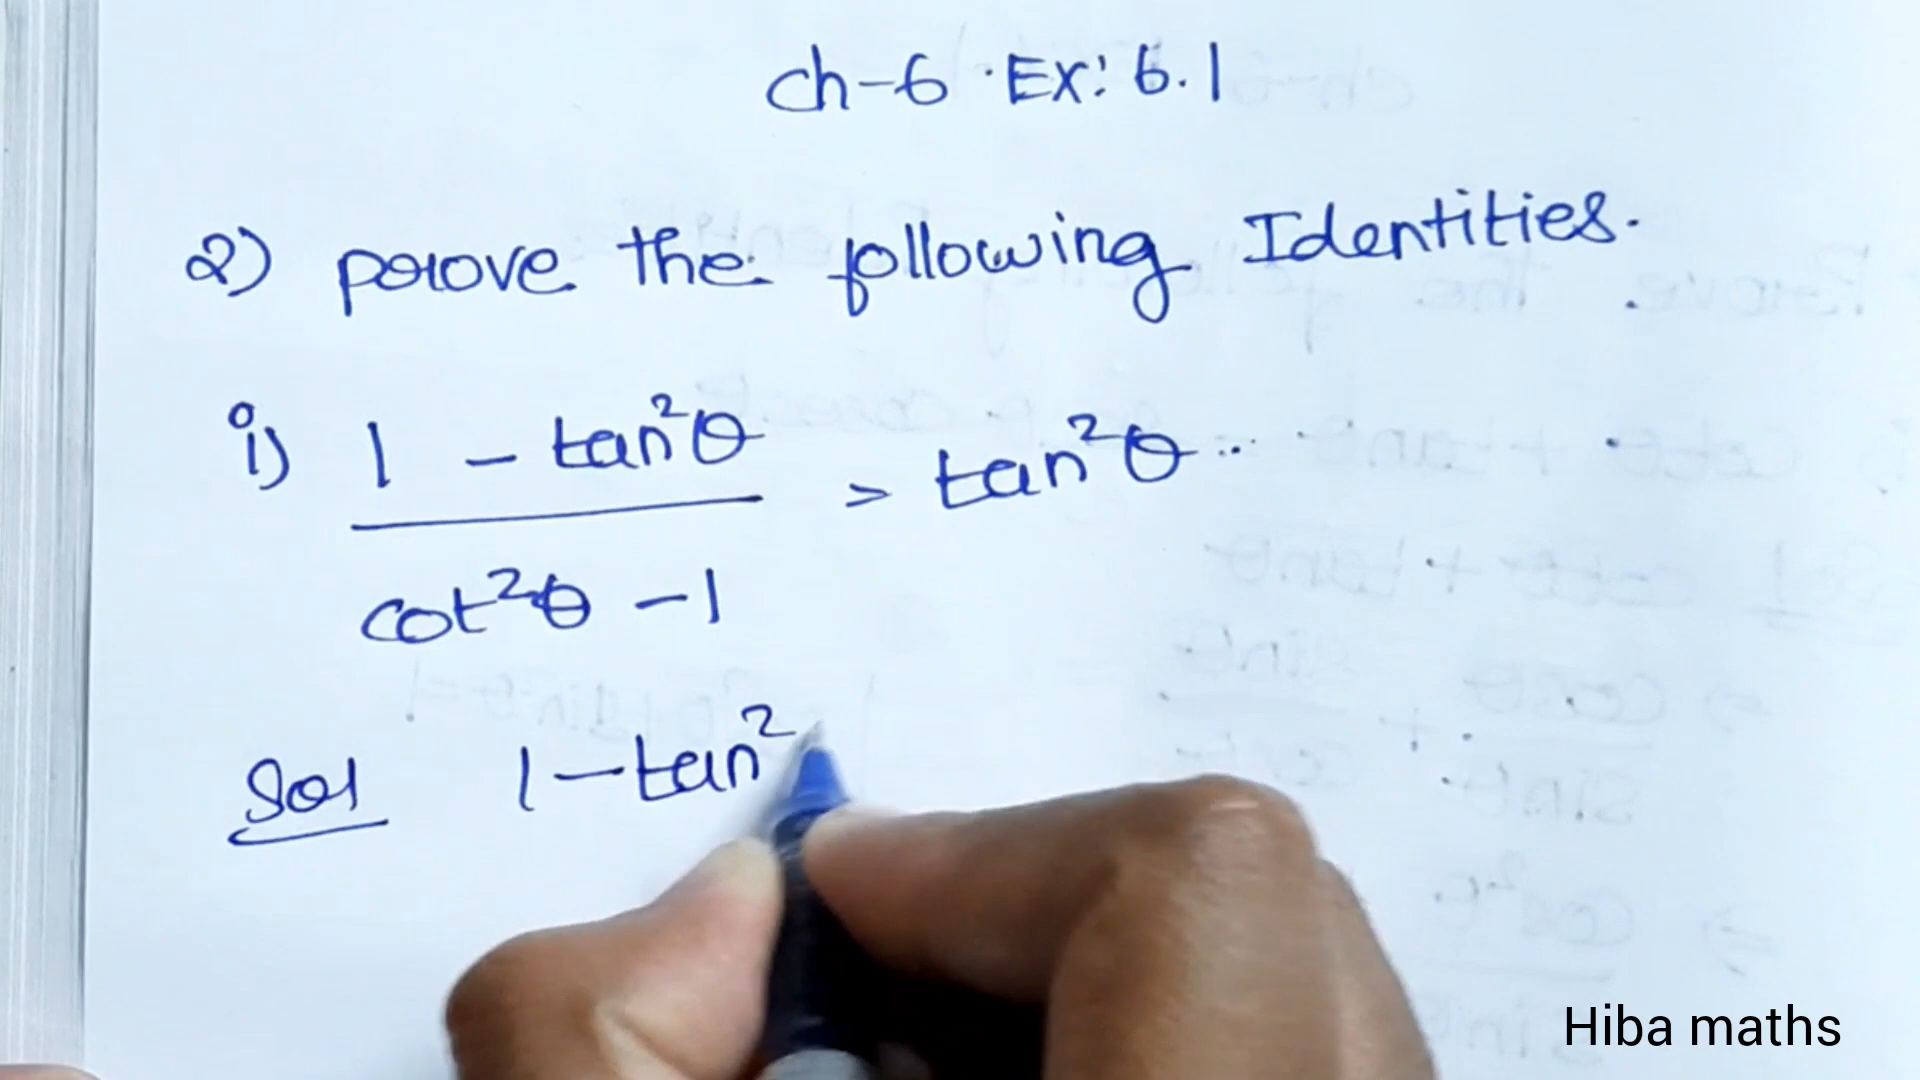 ch-6 . Ex: 6.1
2) prove the following Identities.
i) 1 - tan²θ / cot²θ - 1 = tan²θ..
Sol 1 - tan²
Hiba maths